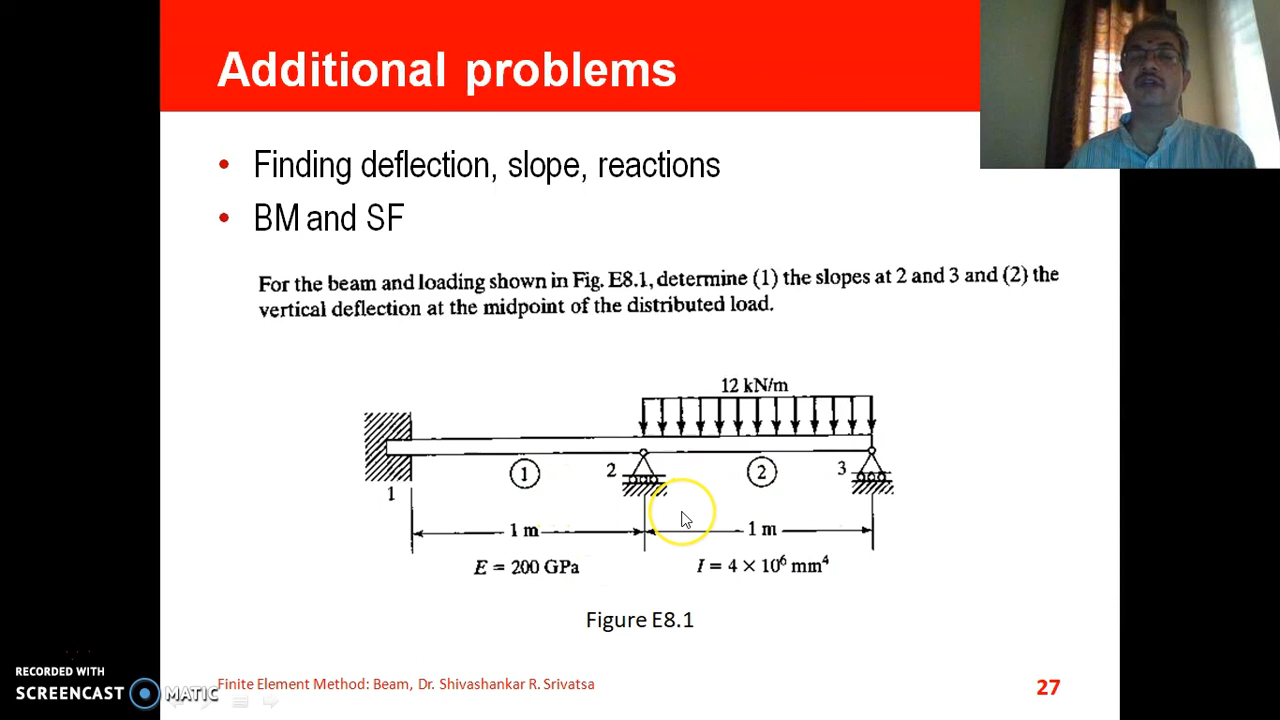 Additional problems
• Finding deflection, slope, reactions
• BM and SF
For the beam and loading shown in Fig. E8.1, determine (1) the slopes at 2 and 3 and (2) the
vertical deflection at the midpoint of the distributed load.
12 kN/m
1
2
2
3
1
1 m
1 m
E = 200 GPa
I = 4 × 10⁶ mm⁴
Figure E8.1
RECORDED WITH
SCREENCAST MATIC
Finite Element Method: Beam, Dr. Shivashankar R. Srivatsa
27